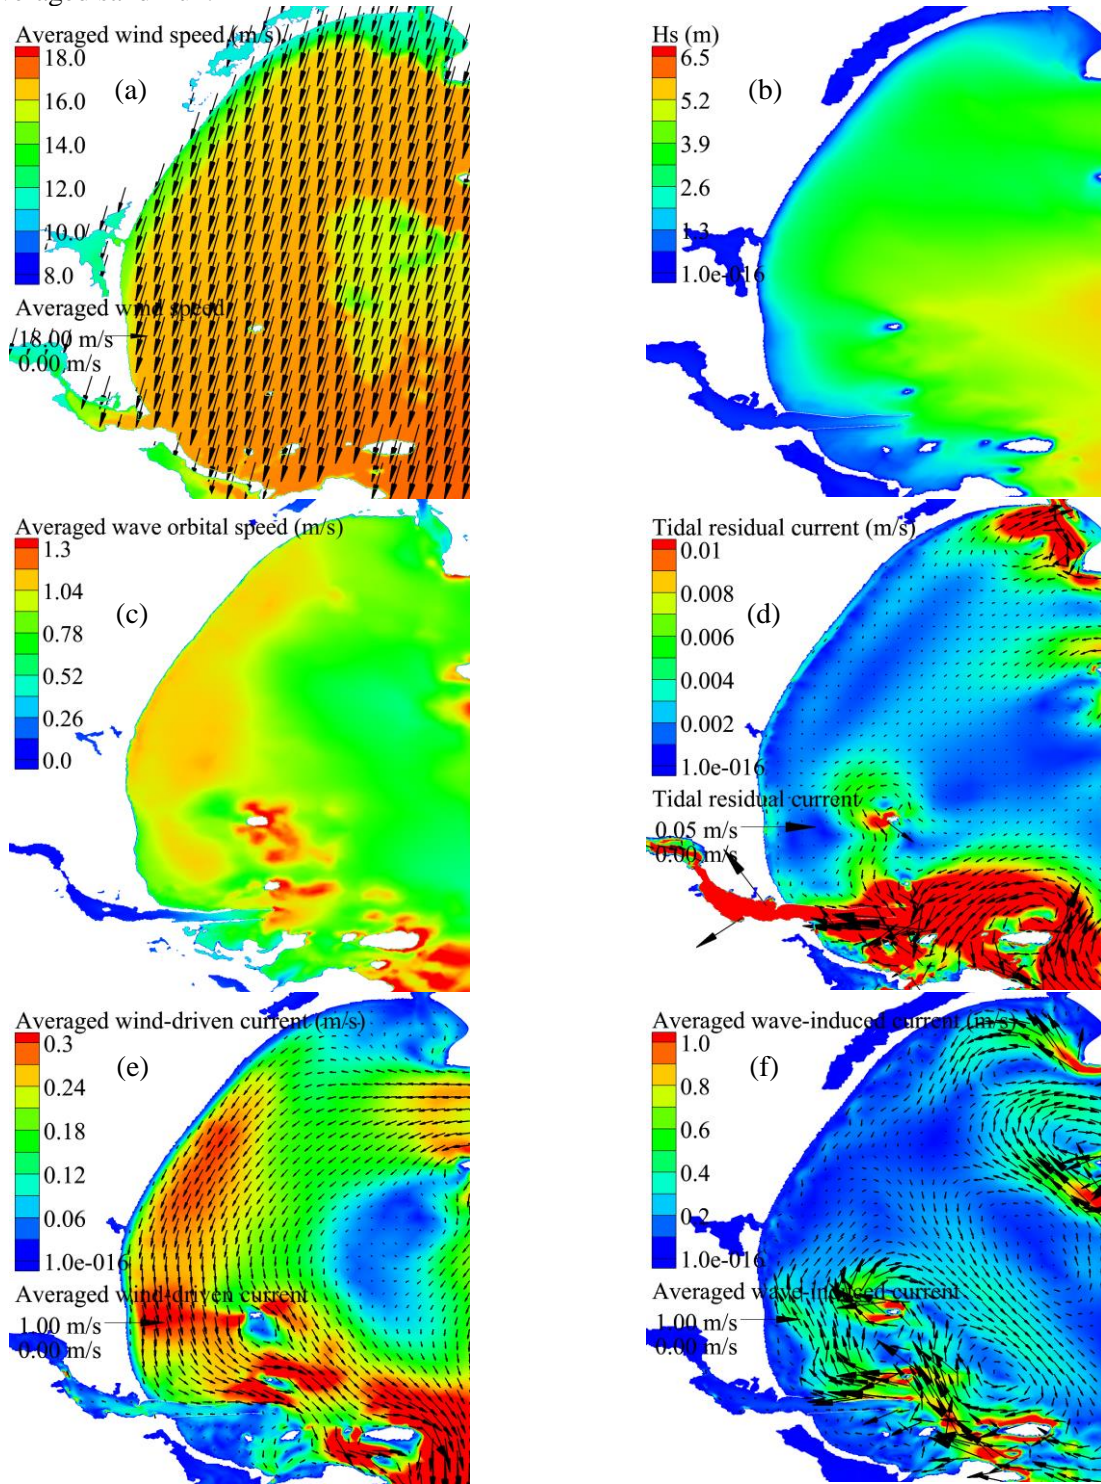 Averaged wind speed (m/s)
18.0
16.0
14.0
12.0
10.0
8.0
(a)
Averaged wind speed
18.00 m/s
0.00 m/s
Hs (m)
6.5
5.2
3.9
2.6
1.3
1.0e-016
(b)
Averaged wave orbital speed (m/s)
1.3
1.04
0.78
0.52
0.26
0.0
(c)
Tidal residual current (m/s)
0.01
0.008
0.006
0.004
0.002
1.0e-016
(d)
Tidal residual current
0.05 m/s
0.00 m/s
Averaged wind-driven current (m/s)
0.3
0.24
0.18
0.12
0.06
1.0e-016
(e)
Averaged wind-driven current
1.00 m/s
0.00 m/s
Averaged wave-induced current (m/s)
1.0
0.8
0.6
0.4
0.2
1.0e-016
(f)
Averaged wave-induced current
1.00 m/s
0.00 m/s